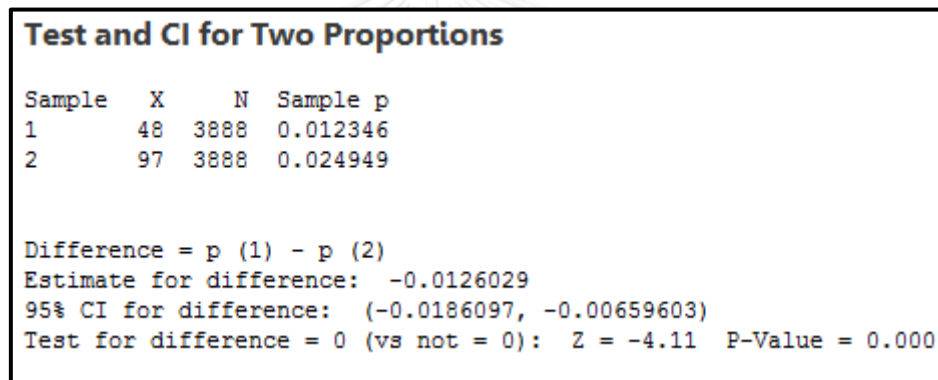 Test and CI for Two Proportions
Sample X N Sample p
1 48 3888 0.012346
2 97 3888 0.024949
Difference = p (1) - p (2)
Estimate for difference: -0.0126029
95% CI for difference: (-0.0186097, -0.00659603)
Test for difference = 0 (vs not = 0): Z = -4.11 P-Value = 0.000